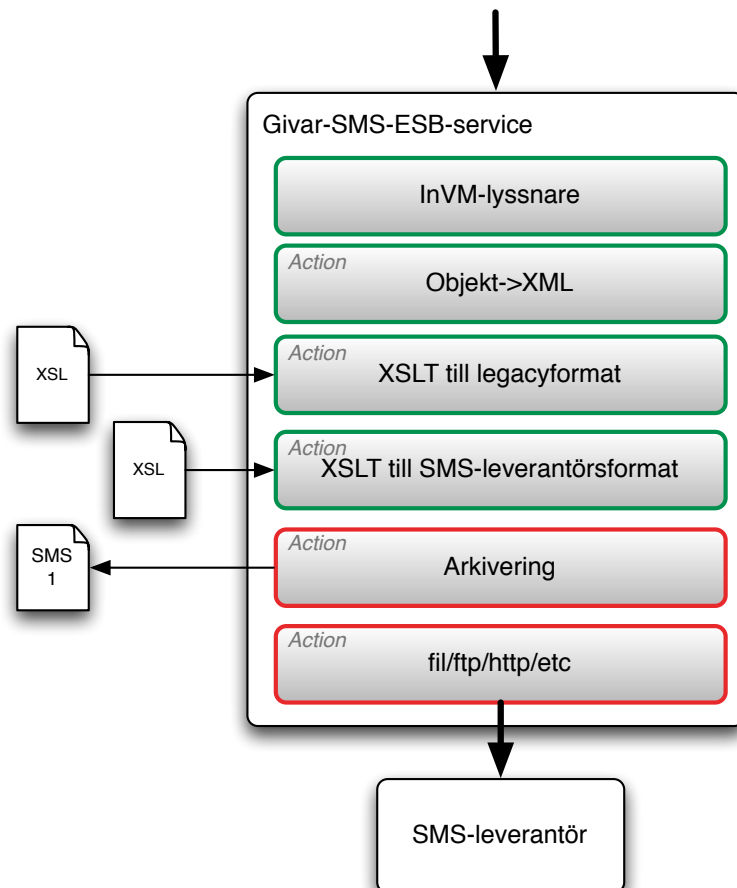 Givar-SMS-ESB-service
InVM-lyssnare
Action
Objekt->XML
Action
XSLT till legacyformat
XSL
Action
XSLT till SMS-leverantörsformat
XSL
Action
Arkivering
SMS
1
Action
fil/ftp/http/etc
SMS-leverantör